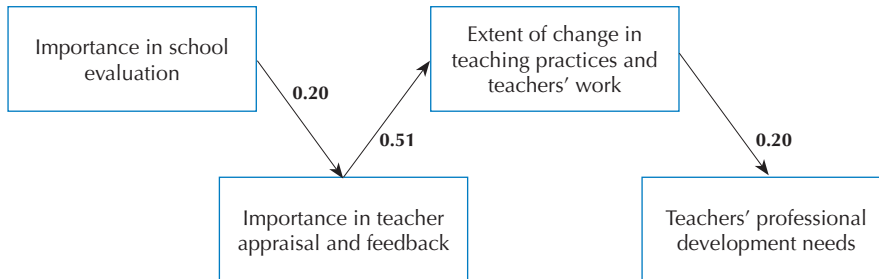 Importance in school
evaluation
0.20
Importance in teacher
appraisal and feedback
0.51
Extent of change in
teaching practices and
teachers’ work
0.20
Teachers’ professional
development needs